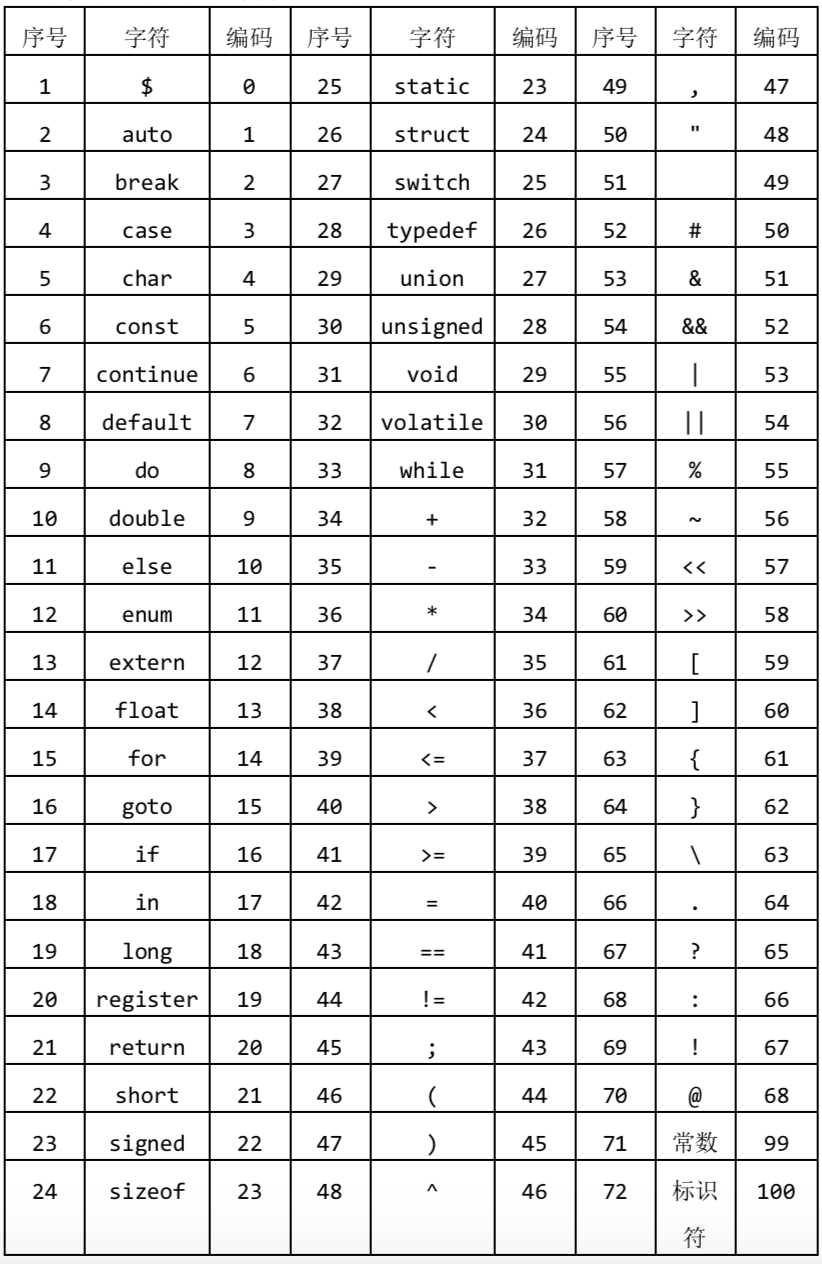 序号 字符 编码 序号 字符 编码 序号 字符 编码
1 $ 0 25 static 23 49 , 47
2 auto 1 26 struct 24 50 " 48
3 break 2 27 switch 25 51 49
4 case 3 28 typedef 26 52 # 50
5 char 4 29 union 27 53 & 51
6 const 5 30 unsigned 28 54 && 52
7 continue 6 31 void 29 55 | 53
8 default 7 32 volatile 30 56 || 54
9 do 8 33 while 31 57 % 55
10 double 9 34 + 32 58 ~ 56
11 else 10 35 - 33 59 << 57
12 enum 11 36 * 34 60 >> 58
13 extern 12 37 / 35 61 [ 59
14 float 13 38 < 36 62 ] 60
15 for 14 39 <= 37 63 { 61
16 goto 15 40 > 38 64 } 62
17 if 16 41 >= 39 65 \ 63
18 in 17 42 = 40 66 . 64
19 long 18 43 == 41 67 ? 65
20 register 19 44 != 42 68 : 66
21 return 20 45 ; 43 69 ! 67
22 short 21 46 ( 44 70 @ 68
23 signed 22 47 ) 45 71 常数 99
24 sizeof 23 48 ^ 46 72 标识 100
符